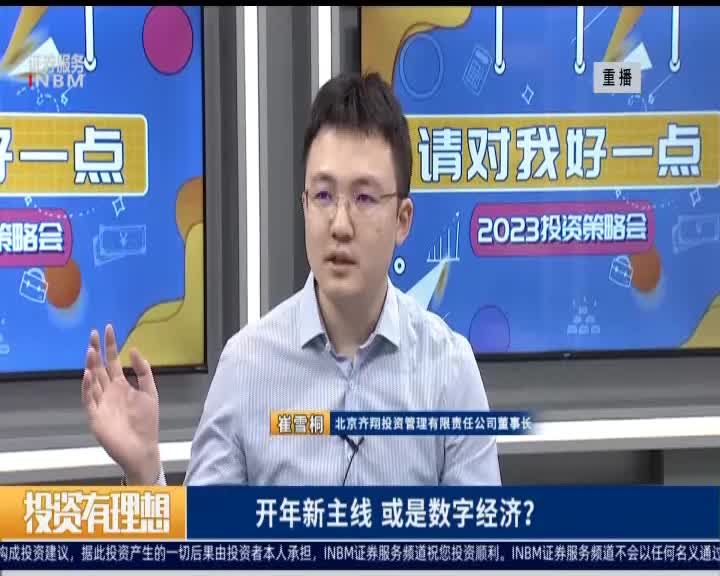 证券服务
INBM
重播
好一点
请对我好一点
策略会
2023投资策略会
崔雪桐
北京齐翔投资管理有限责任公司董事长
投资有理想
开年新主线 或是数字经济？
构成投资建议，据此投资产生的一切后果由投资者本人承担，INBM证券服务频道祝您投资顺利。INBM证券服务频道不会以任何名义通过